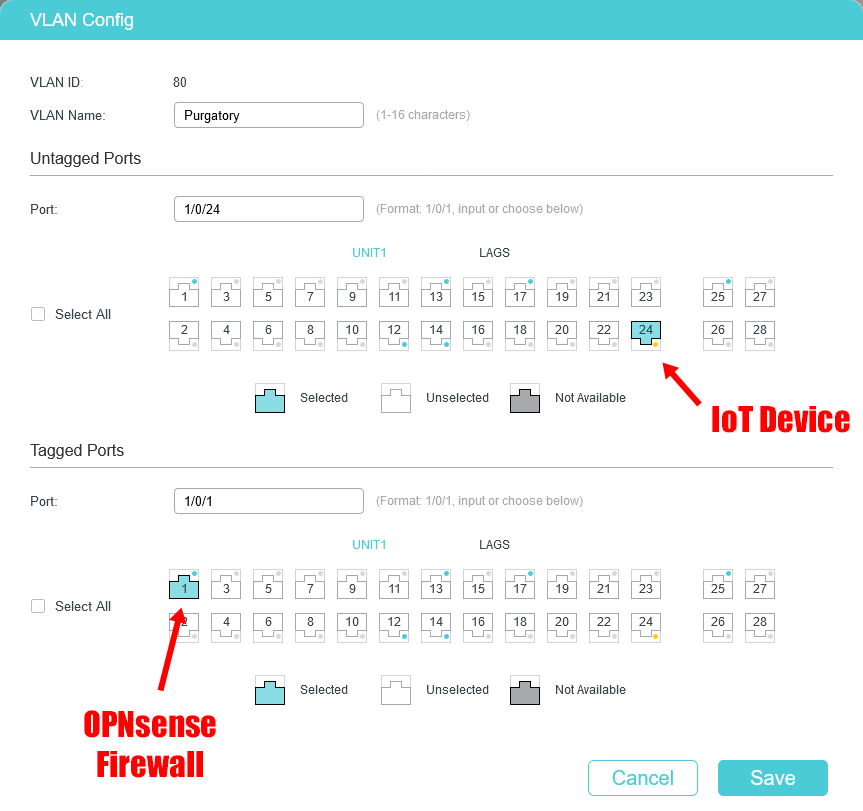 VLAN Config
VLAN ID: 80
VLAN Name: Purgatory (1-16 characters)
Untagged Ports
Port: 1/0/24 (Format: 1/0/1, input or choose below)
UNIT1 LAGS
1 3 5 7 9 11 13 15 17 19 21 23 25 27
Select All
2 4 6 8 10 12 14 16 18 20 22 24 26 28
Selected Unselected Not Available
IoT Device
Tagged Ports
Port: 1/0/1 (Format: 1/0/1, input or choose below)
UNIT1 LAGS
1 3 5 7 9 11 13 15 17 19 21 23 25 27
Select All
2 4 6 8 10 12 14 16 18 20 22 24 26 28
Selected Unselected Not Available
OPNsense
Firewall
Cancel Save